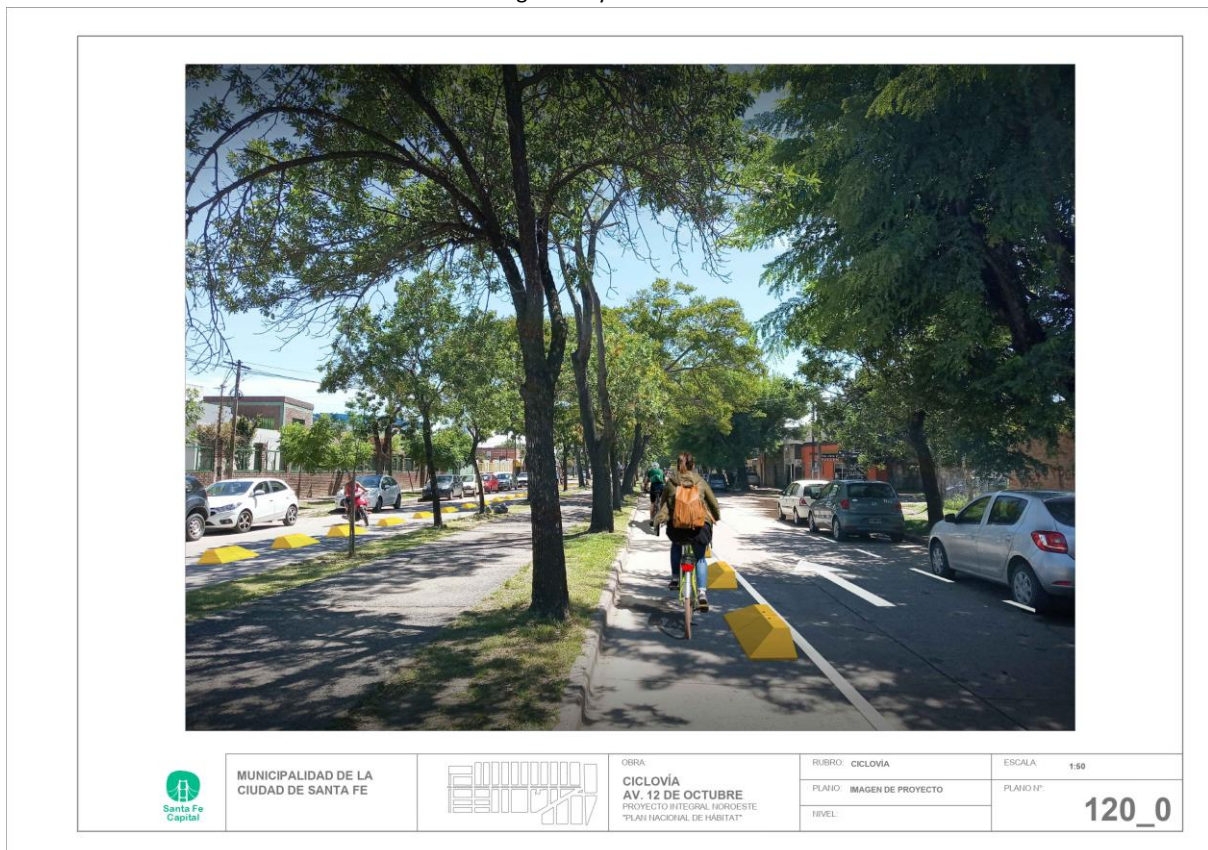 Santa Fe
Capital
MUNICIPALIDAD DE LA
CIUDAD DE SANTA FE
OBRA:
CICLOVÍA
AV. 12 DE OCTUBRE
PROYECTO INTEGRAL NOROESTE
"PLAN NACIONAL DE HÁBITAT"
RUBRO: CICLOVÍA
PLANO: IMAGEN DE PROYECTO
NIVEL:
ESCALA: 1:50
PLANO N°:
120_0